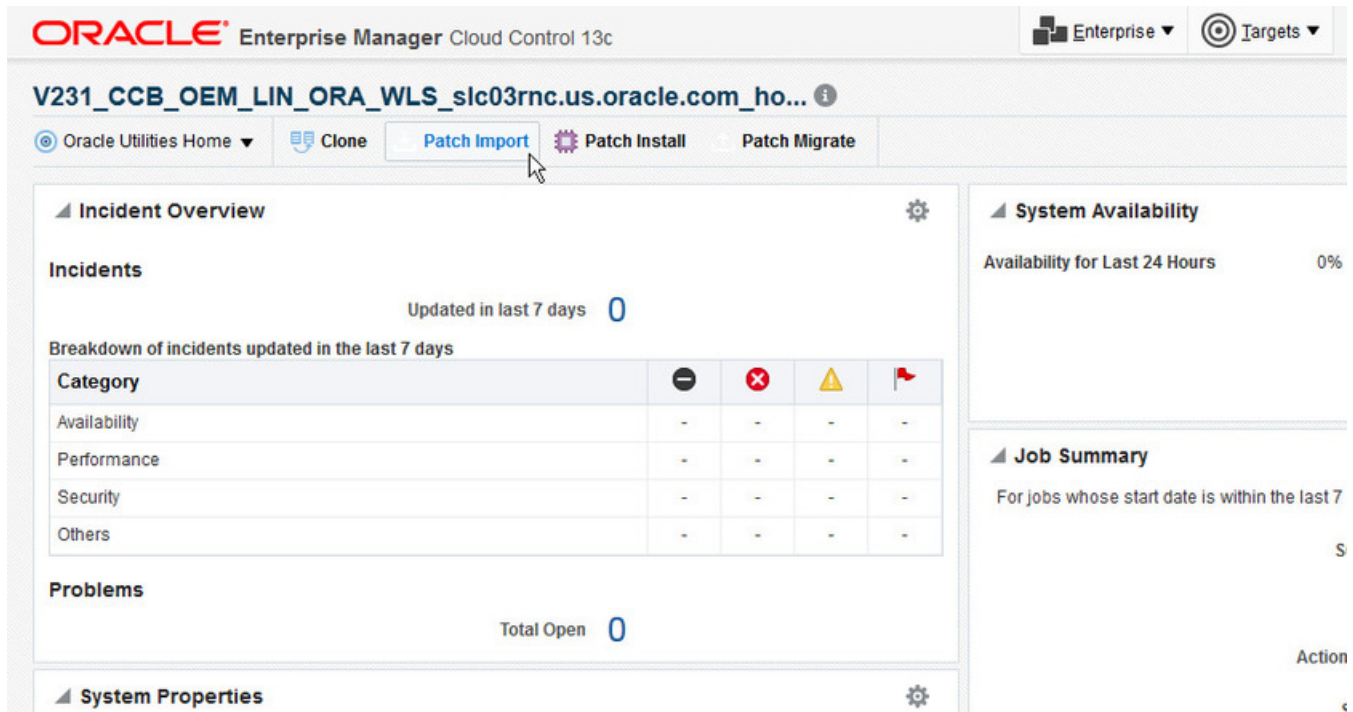 ORACLE® Enterprise Manager Cloud Control 13c
Enterprise ▼ Targets ▼
V231_CCB_OEM_LIN_ORA_WLS_slc03rnc.us.oracle.com_ho...
Oracle Utilities Home ▼ Clone Patch Import Patch Install Patch Migrate
Incident Overview
Incidents
Updated in last 7 days 0
Breakdown of incidents updated in the last 7 days
Category
Availability - - - -
Performance - - - -
Security - - - -
Others - - - -
Problems
Total Open 0
System Properties
System Availability
Availability for Last 24 Hours 0%
Job Summary
For jobs whose start date is within the last 7
Action